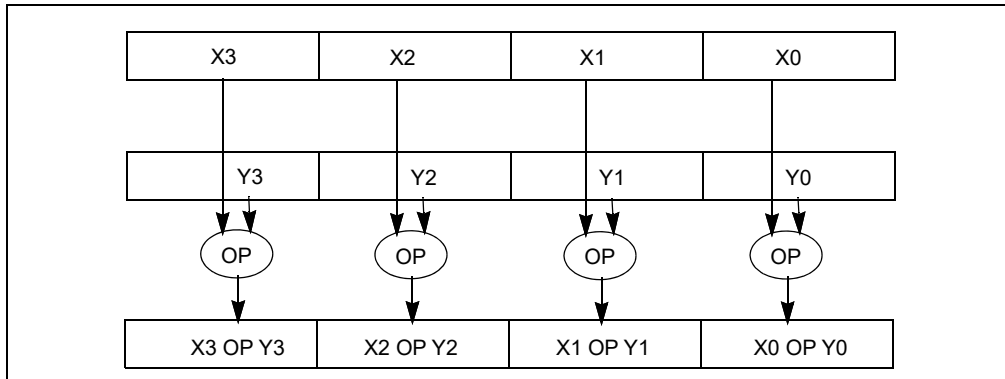 X3 X2 X1 X0
Y3 Y2 Y1 Y0
OP OP OP OP
X3 OP Y3 X2 OP Y2 X1 OP Y1 X0 OP Y0